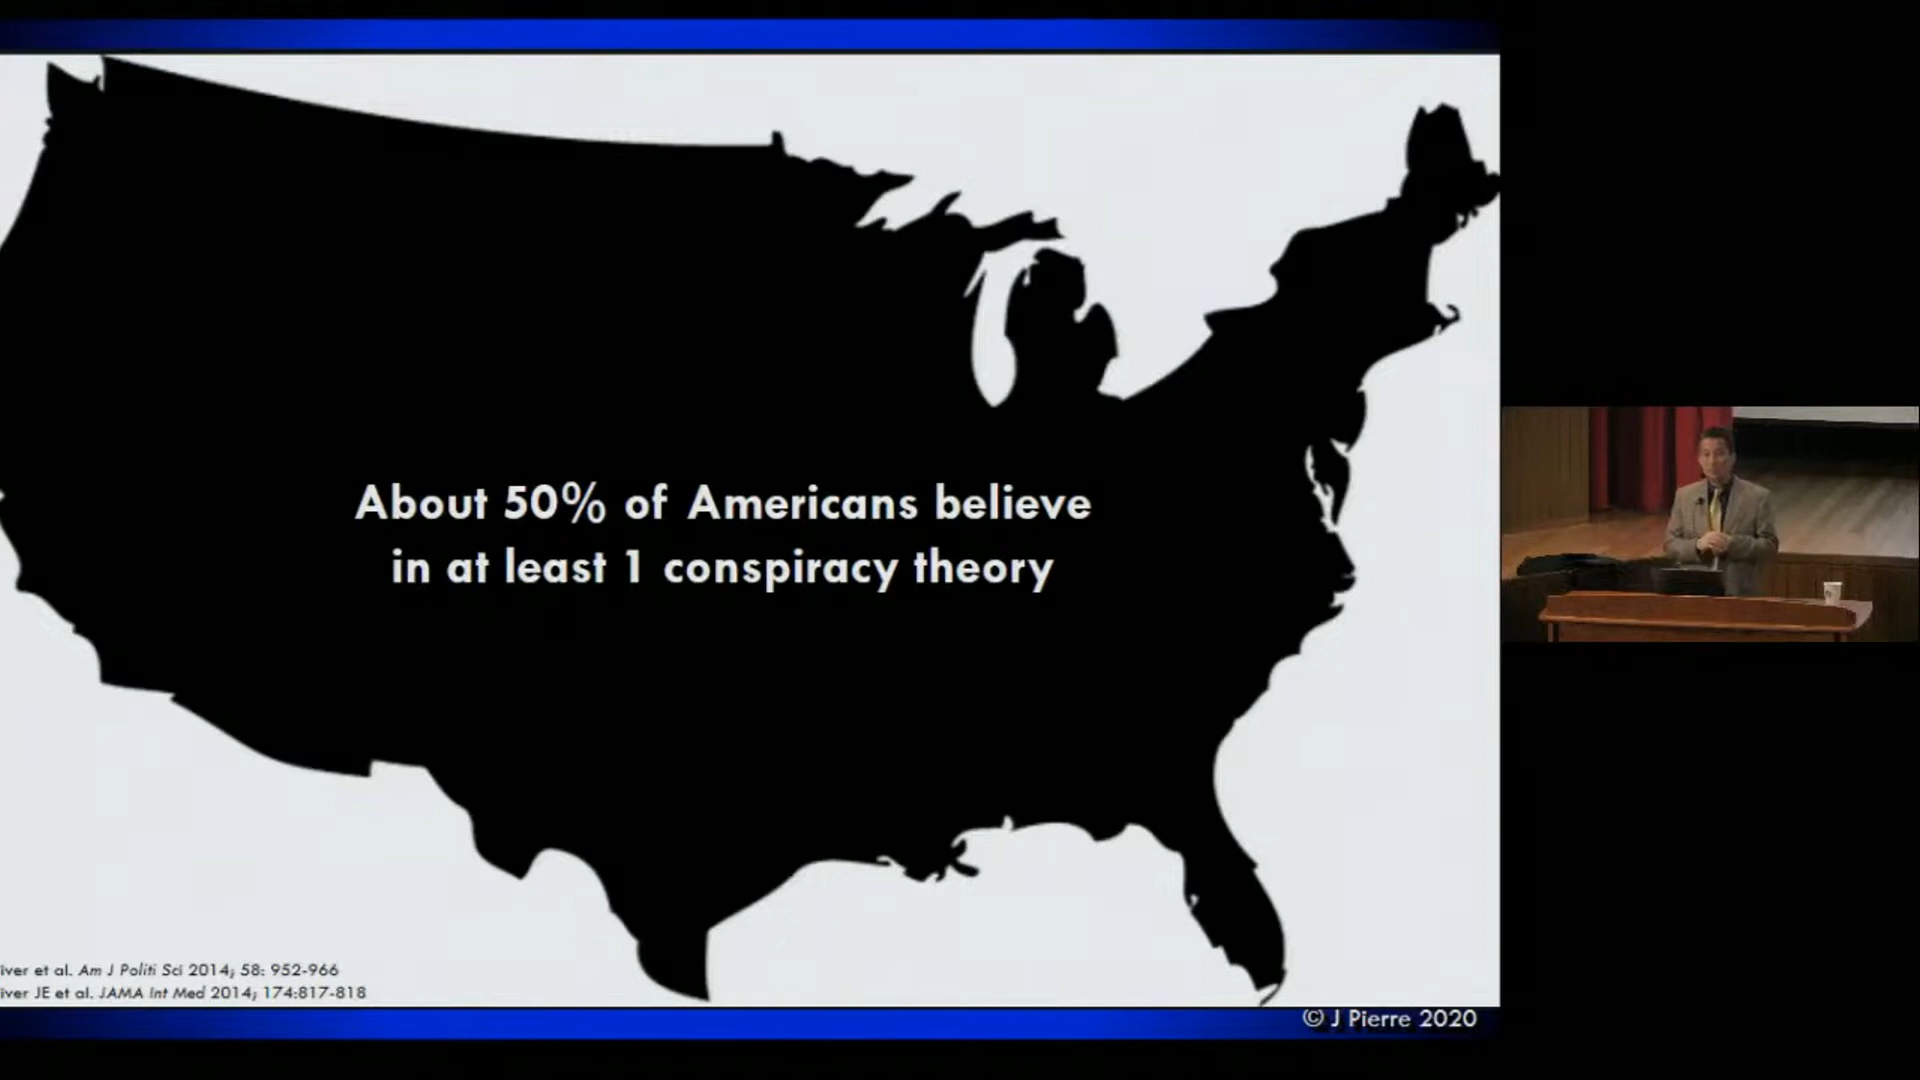 About 50% of Americans believe
in at least 1 conspiracy theory
iver et al. Am J Politi Sci 2014; 58: 952-966
iver JE et al. JAMA Int Med 2014; 174:817-818
© J Pierre 2020